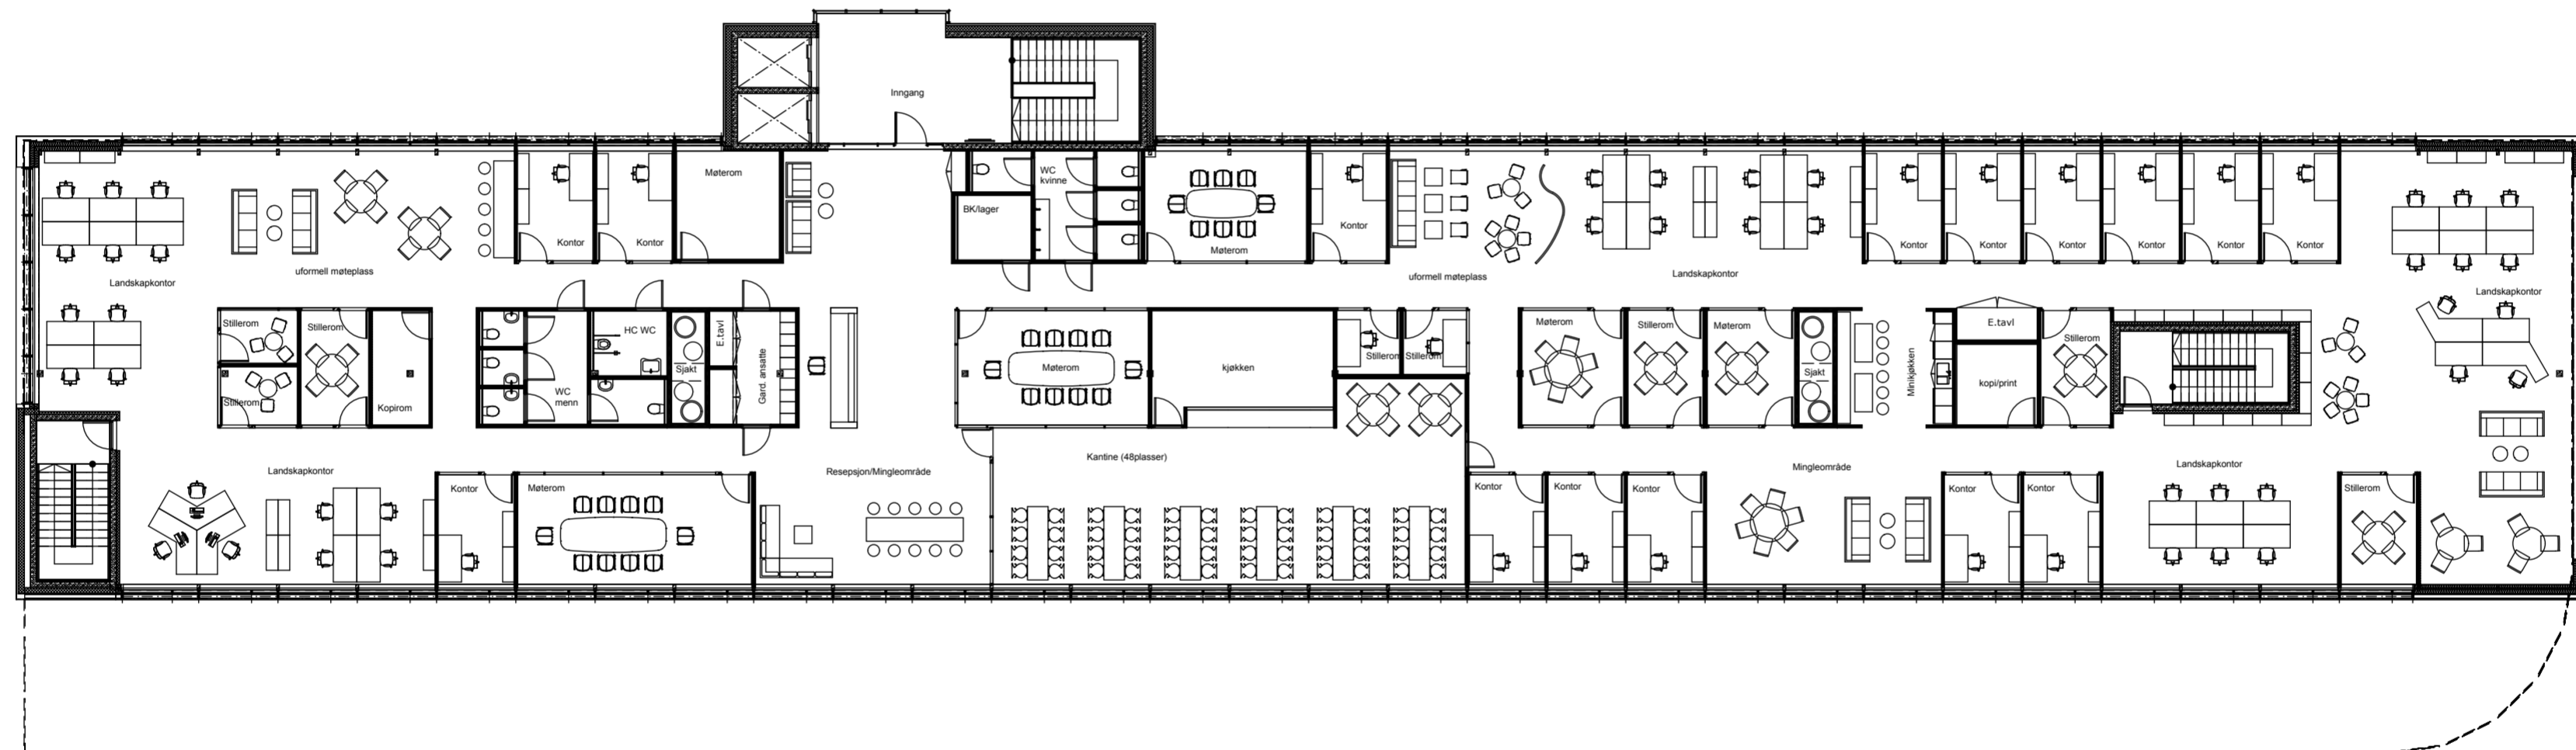 Inngang
Møterom
WC
kvinne
BK/lager
Kontor
Kontor
Møterom
Kontor
Kontor
Kontor
Kontor
Kontor
Kontor
Kontor
uformell møteplass
Landskapkontor
uformell møteplass
Landskapkontor
Landskapkontor
Stillerom
Stillerom
Stillerom
Kopirom
HC WC
WC
menn
Sjakt
E.tavl
Gard. ansatte
Møterom
kjøkken
Stillerom
Stillerom
Møterom
Stillerom
Møterom
Sjakt
Minikjøkken
E.tavl
kopi/print
Stillerom
Landskapkontor
Kontor
Møterom
Resepsjon/Mingleområde
Kantine (48plasser)
Kontor
Kontor
Kontor
Mingleområde
Kontor
Kontor
Landskapkontor
Stillerom